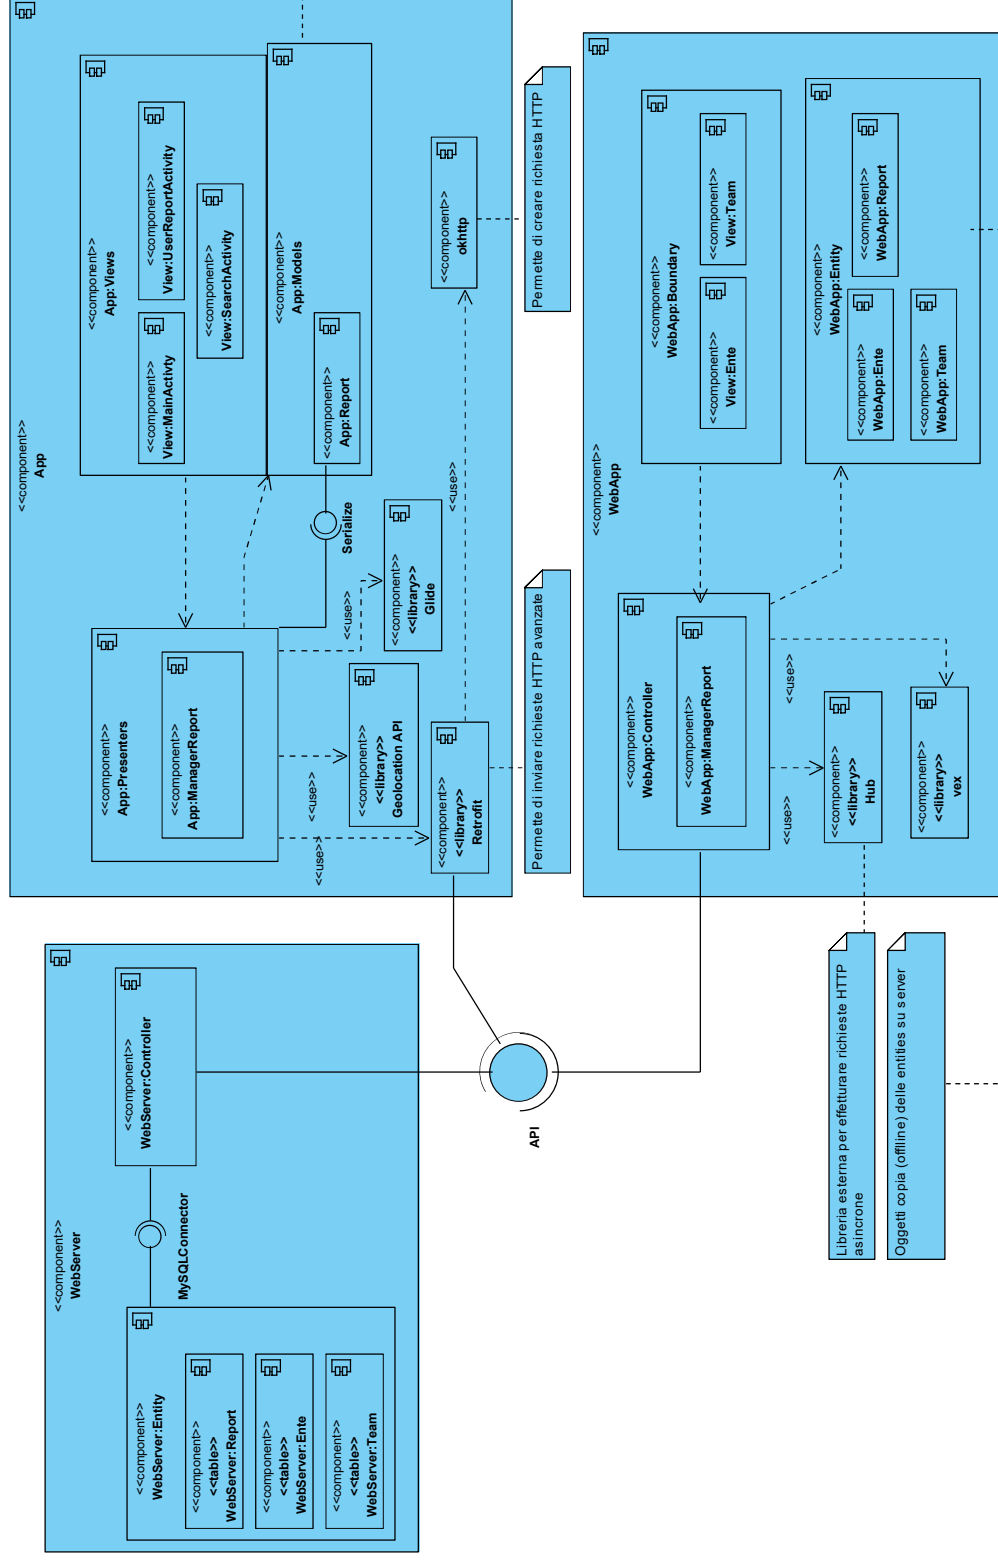 <<component>>
App
<<component>>
App:Views
<<component>>
View:MainActivty
<<component>>
View:UserReportActivity
<<component>>
View:SearchActivity
<<component>>
App:Models
<<component>>
App:Report
Serialize
<<component>>
App:Presenters
<<component>>
App:ManagerReport
<<use>>
<<component>>
<<library>>
Glide
<<use>>
<<component>>
<<library>>
Geolocation API
<<use>>
<<component>>
<<library>>
Retrofit
<<use>>
<<component>>
okhttp
Permette di creare richiesta HTTP
Permette di inviare richieste HTTP avanzate
<<component>>
WebApp
<<component>>
WebApp:Boundary
<<component>>
View:Ente
<<component>>
View:Team
<<component>>
WebApp:Entity
<<component>>
WebApp:Ente
<<component>>
WebApp:Report
<<component>>
WebApp:Team
<<component>>
WebApp:Controller
<<component>>
WebApp:ManagerReport
<<use>>
<<use>>
<<component>>
<<library>>
Hub
<<component>>
<<library>>
vex
<<component>>
WebServer
<<component>>
WebServer:Controller
MySQLConnector
<<component>>
WebServer:Entity
<<component>>
<<table>>
WebServer:Report
<<component>>
<<table>>
WebServer:Ente
<<component>>
<<table>>
WebServer:Team
API
Libreria esterna per effetturare richieste HTTP
asincrone
Oggetti copia (offlline) delle entities su server